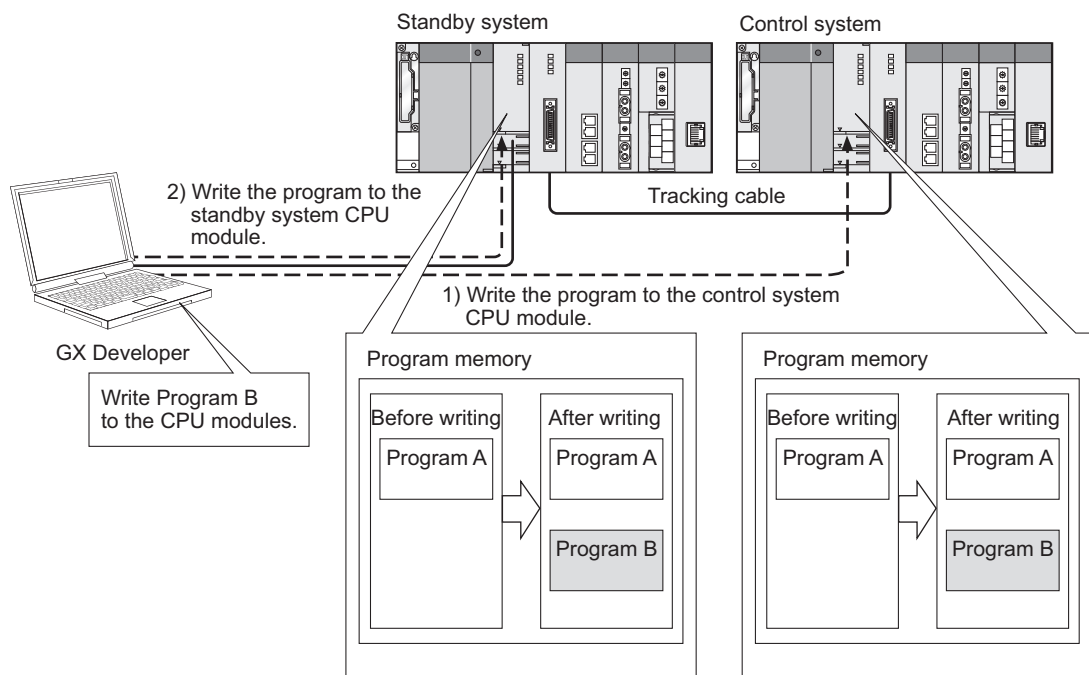 Standby system
Control system
Tracking cable
2) Write the program to the
standby system CPU
module.
1) Write the program to the control system
CPU module.
GX Developer
Write Program B
to the CPU modules.
Program memory
Before writing
After writing
Program A
Program A
Program B
Program memory
Before writing
After writing
Program A
Program A
Program B